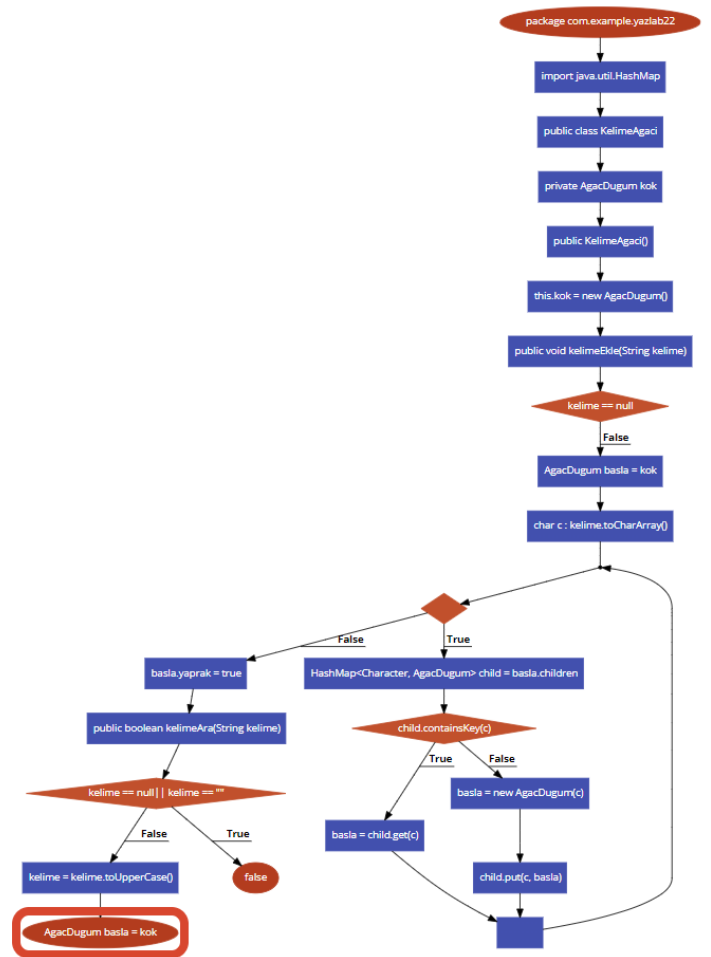 package com.example.yazlab22
import java.util.HashMap
public class KelimeAgaci
private AgacDugum kok
public KelimeAgaci()
this.kok = new AgacDugum()
public void kelimeEkle(String kelime)
kelime == null
False
AgacDugum basla = kok
char c : kelime.toCharArray()
False
True
basla.yaprak = true
HashMap<Character, AgacDugum> child = basla.children
public boolean kelimeAra(String kelime)
child.containsKey(c)
True
False
kelime == null|| kelime == ""
basla = new AgacDugum(c)
False
True
basla = child.get(c)
kelime = kelime.toUpperCase()
false
child.put(c, basla)
AgacDugum basla = kok